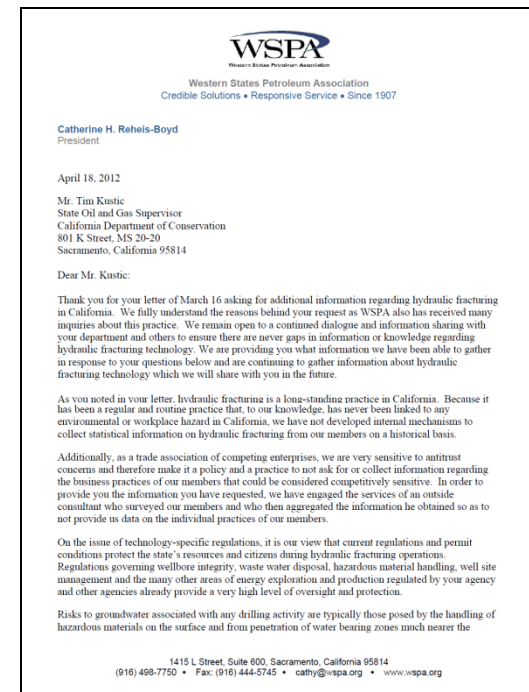 WSPA
Western States Petroleum Association
Western States Petroleum Association
Credible Solutions • Responsive Service • Since 1907
Catherine H. Reheis-Boyd
President
April 18, 2012
Mr. Tim Kustic
State Oil and Gas Supervisor
California Department of Conservation
801 K Street, MS 20-20
Sacramento, California 95814
Dear Mr. Kustic:
Thank you for your letter of March 16 asking for additional information regarding hydraulic fracturing
in California.  We fully understand the reasons behind your request as WSPA also has received many
inquiries about this practice.  We remain open to a continued dialogue and information sharing with
your department and others to ensure there are never gaps in information or knowledge regarding
hydraulic fracturing technology. We are providing you what information we have been able to gather
in response to your questions below and are continuing to gather information about hydraulic
fracturing technology which we will share with you in the future.
As you noted in your letter, hydraulic fracturing is a long-standing practice in California.  Because it
has been a regular and routine practice that, to our knowledge, has never been linked to any
environmental or workplace hazard in California, we have not developed internal mechanisms to
collect statistical information on hydraulic fracturing from our members on a historical basis.
Additionally, as a trade association of competing enterprises, we are very sensitive to antitrust
concerns and therefore make it a policy and a practice to not ask for or collect information regarding
the business practices of our members that could be considered competitively sensitive.  In order to
provide you the information you have requested, we have engaged the services of an outside
consultant who surveyed our members and who then aggregated the information he obtained so as to
not provide us data on the individual practices of our members.
On the issue of technology-specific regulations, it is our view that current regulations and permit
conditions protect the state's resources and citizens during hydraulic fracturing operations.
Regulations governing wellbore integrity, waste water disposal, hazardous material handling, well site
management and the many other areas of energy exploration and production regulated by your agency
and other agencies already provide a very high level of oversight and protection.
Risks to groundwater associated with any drilling activity are typically those posed by the handling of
hazardous materials on the surface and from penetration of water bearing zones much nearer the
1415 L Street, Suite 600, Sacramento, California 95814
(916) 498-7750 • Fax: (916) 444-5745 • cathy@wspa.org • www.wspa.org